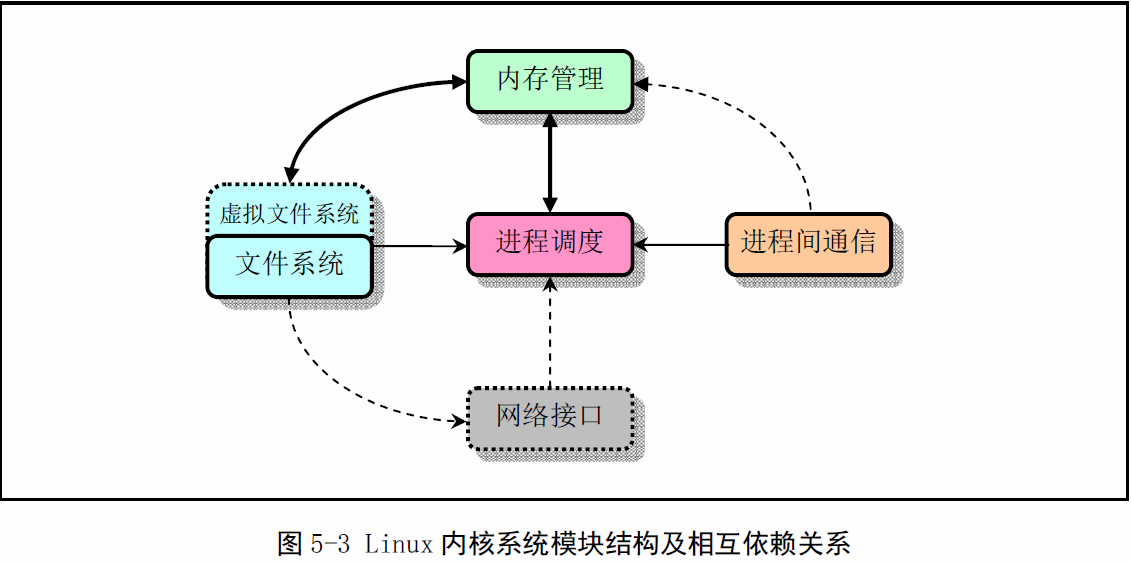 内存管理
虚拟文件系统
文件系统
进程调度
进程间通信
网络接口
图 5-3 Linux 内核系统模块结构及相互依赖关系